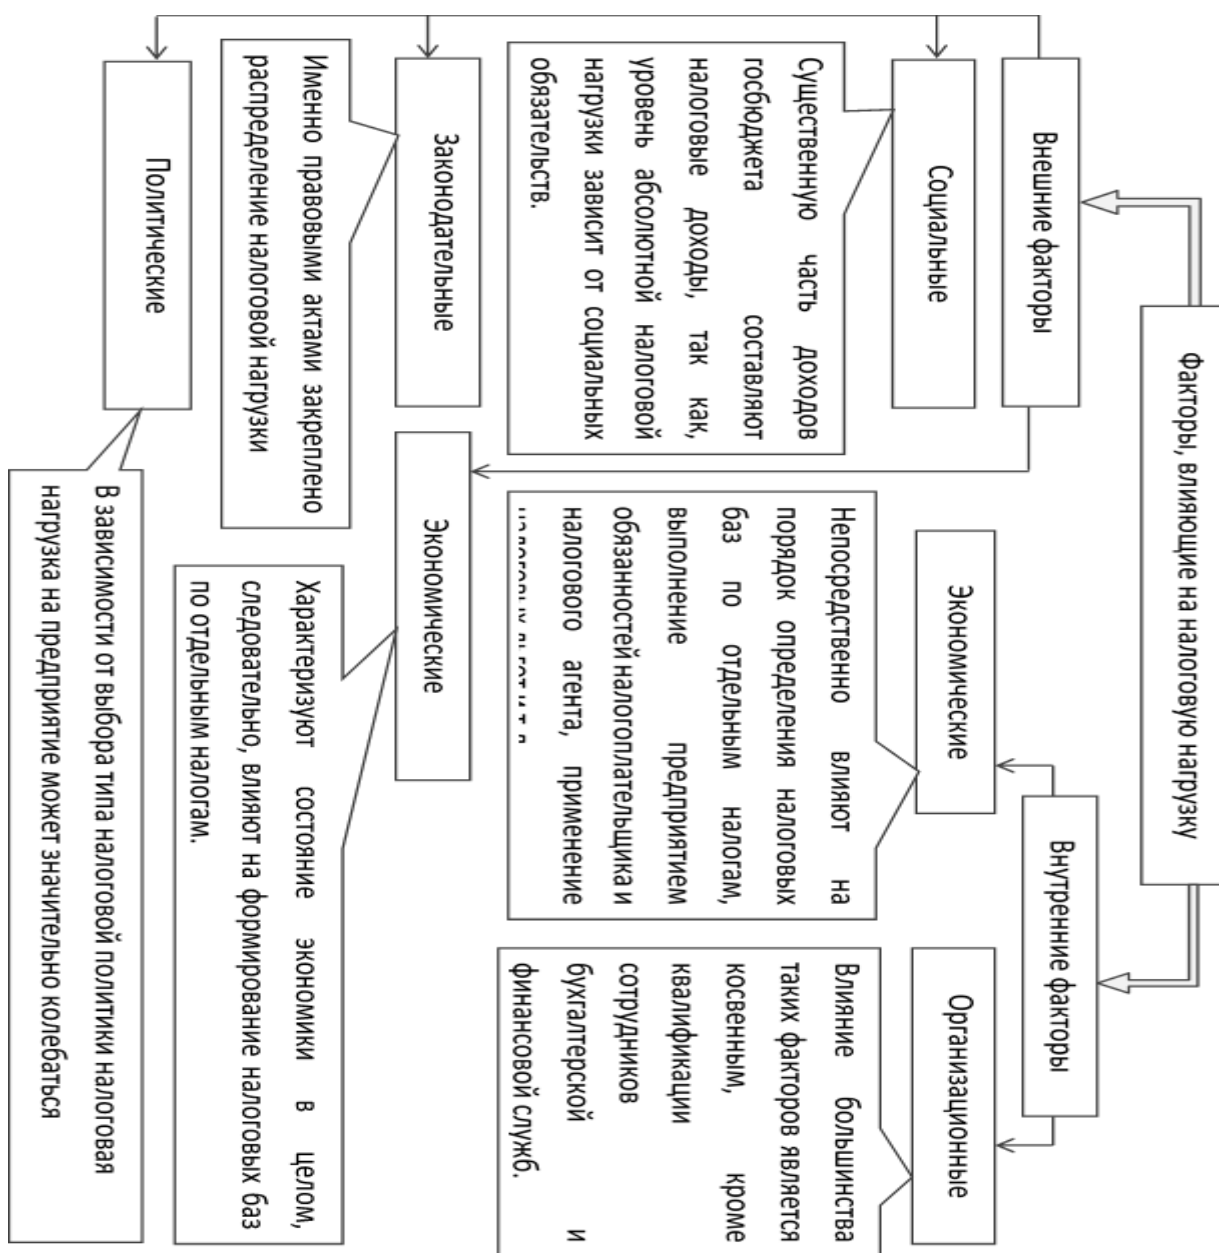 Факторы, влияющие на налоговую нагрузку
Внешние факторы
Внутренние факторы
Социальные
Существенную часть доходов
госбюджета составляют
налоговые доходы, так как,
уровень абсолютной налоговой
нагрузки зависит от социальных
обязательств.
Экономические
Непосредственно влияют на
порядок определения налоговых
баз по отдельным налогам,
выполнение предприятием
обязанностей налогоплательщика и
налогового агента, применение
Организационные
Влияние большинства
таких факторов является
косвенным, кроме
квалификации
сотрудников
бухгалтерской и
финансовой служб.
Законодательные
Именно правовыми актами закреплено
распределение налоговой нагрузки
Экономические
Характеризуют состояние экономики в целом,
следовательно, влияют на формирование налоговых баз
по отдельным налогам.
Политические
В зависимости от выбора типа налоговой политики налоговая
нагрузка на предприятие может значительно колебаться